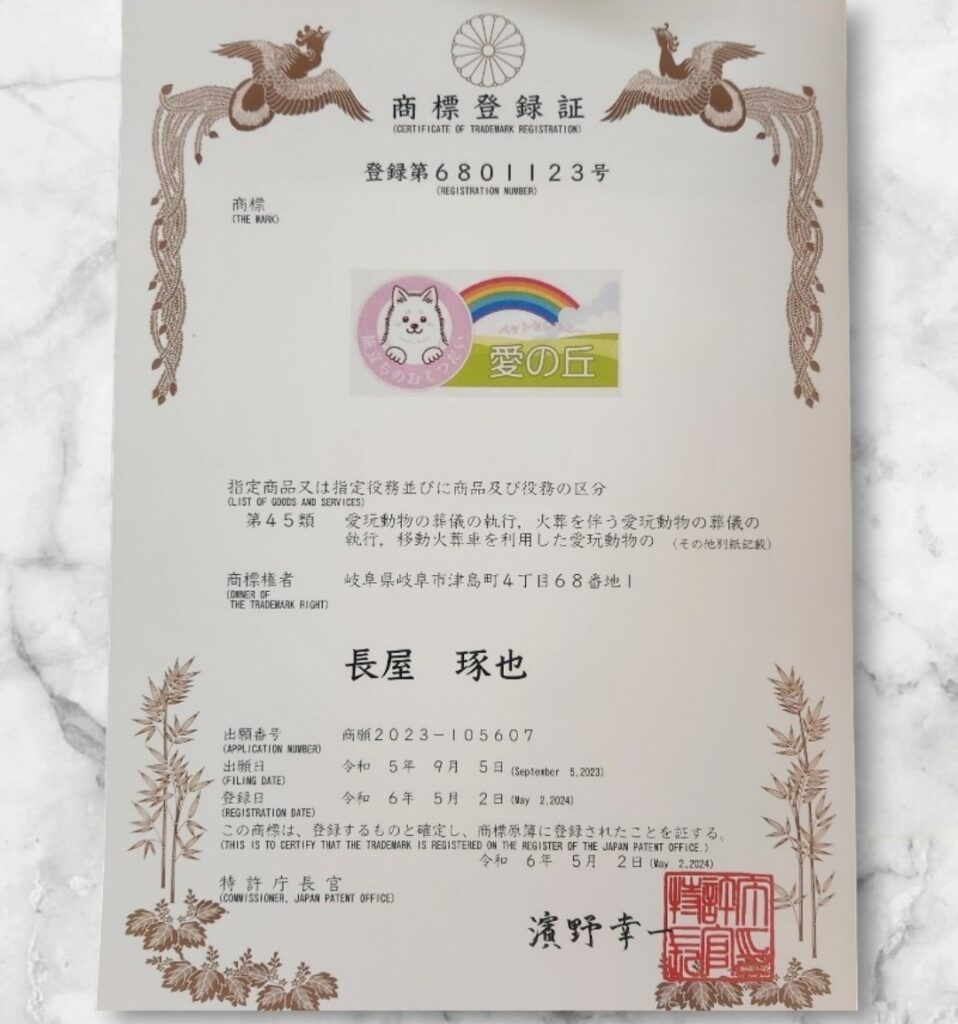 商標登録証
(CERTIFICATE OF TRADEMARK REGISTRATION)
登録第6801123号
(REGISTRATION NUMBER)
商標
(THE MARK)
旅立ちのおてつだい
愛の丘
指定商品又は指定役務並びに商品及び役務の区分
(LIST OF GOODS AND SERVICES)
第45類 愛玩動物の葬儀の執行，火葬を伴う愛玩動物の葬儀の
執行，移動火葬車を利用した愛玩動物の (その他別紙記載)
商標権者 岐阜県岐阜市津島町4丁目68番地1
(OWNER OF
THE TRADEMARK RIGHT)
長屋 琢也
出願番号 商願2023-105607
(APPLICATION NUMBER)
出願日 令和 5年 9月 5日 (September 5,2023)
(FILING DATE)
登録日 令和 6年 5月 2日 (May 2,2024)
(REGISTRATION DATE)
この商標は、登録するものと確定し、商標原簿に登録されたことを証する。
(THIS IS TO CERTIFY THAT THE TRADEMARK IS REGISTERED ON THE REGISTER OF THE JAPAN PATENT OFFICE.)
令和 6年 5月 2日 (May 2,2024)
特許庁長官
(COMMISSIONER, JAPAN PATENT OFFICE)
濱野幸一